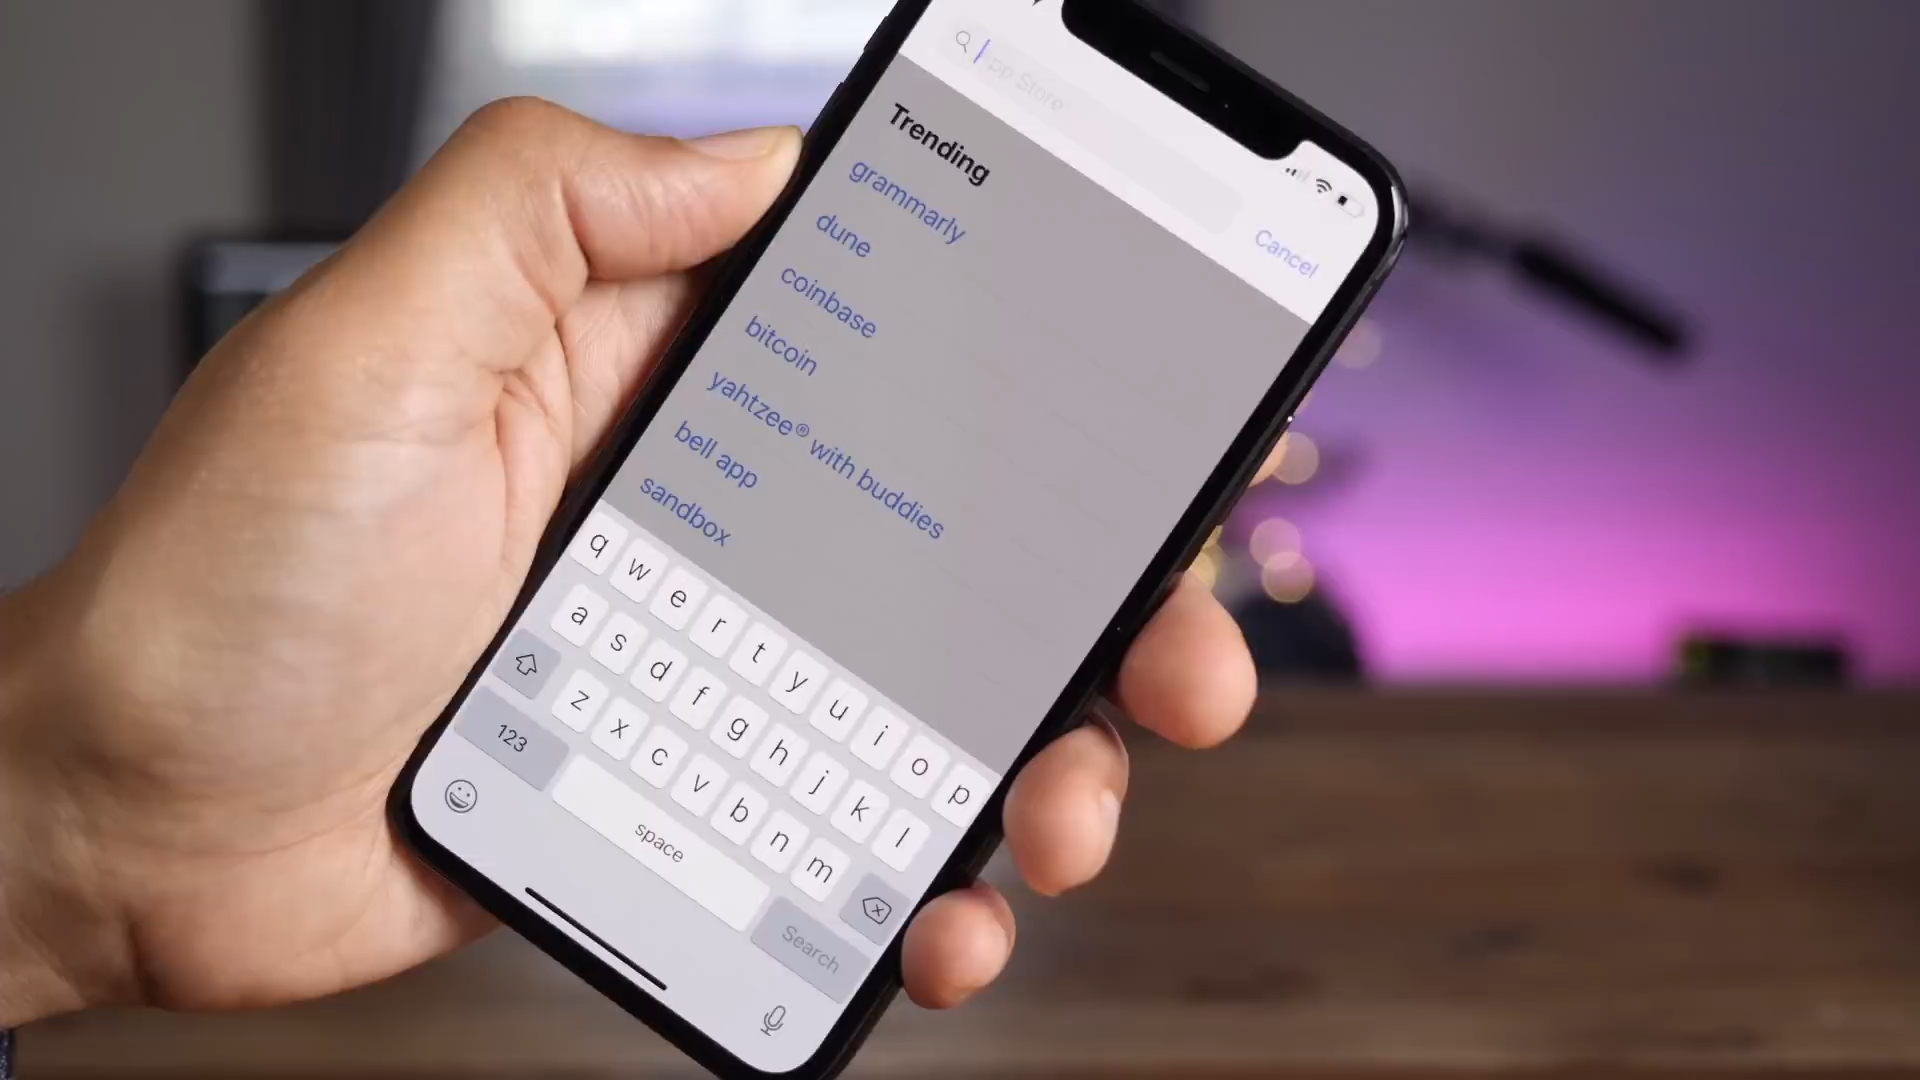 App Store
Cancel
Trending
grammarly
dune
coinbase
bitcoin
yahtzee® with buddies
bell app
sandbox
q w e r t y u i o p
a s d f g h j k l
z x c v b n m
123
space
Search